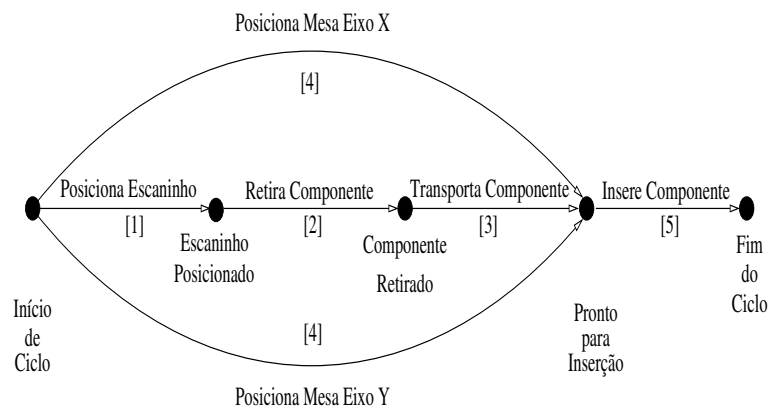 Posiciona Mesa Eixo X
[4]
Posiciona Escaninho
Retira Componente
Transporta Componente
Insere Componente
[1]
[2]
[3]
[5]
Escaninho
Posicionado
Componente
Retirado
Fim
do
Ciclo
Início
de
Ciclo
Pronto
para
Inserção
[4]
Posiciona Mesa Eixo Y